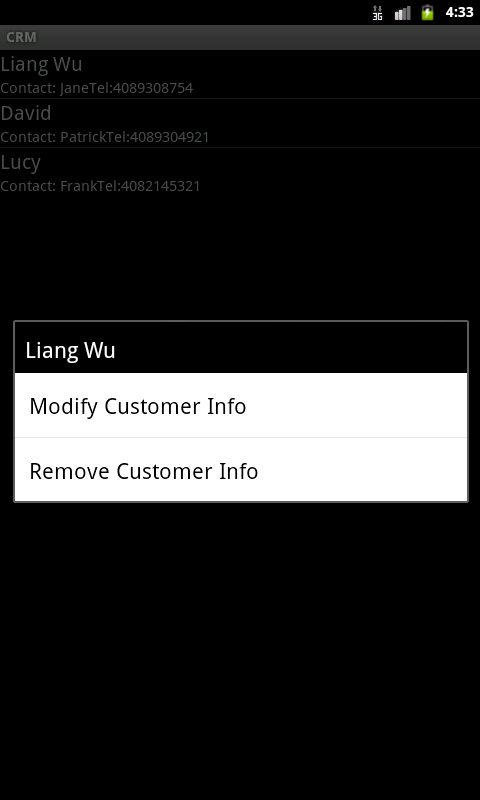 3G 4:33
CRM
Liang Wu
Contact: JaneTel:4089308754
David
Contact: PatrickTel:4089304921
Lucy
Contact: FrankTel:4082145321
Liang Wu
Modify Customer Info
Remove Customer Info